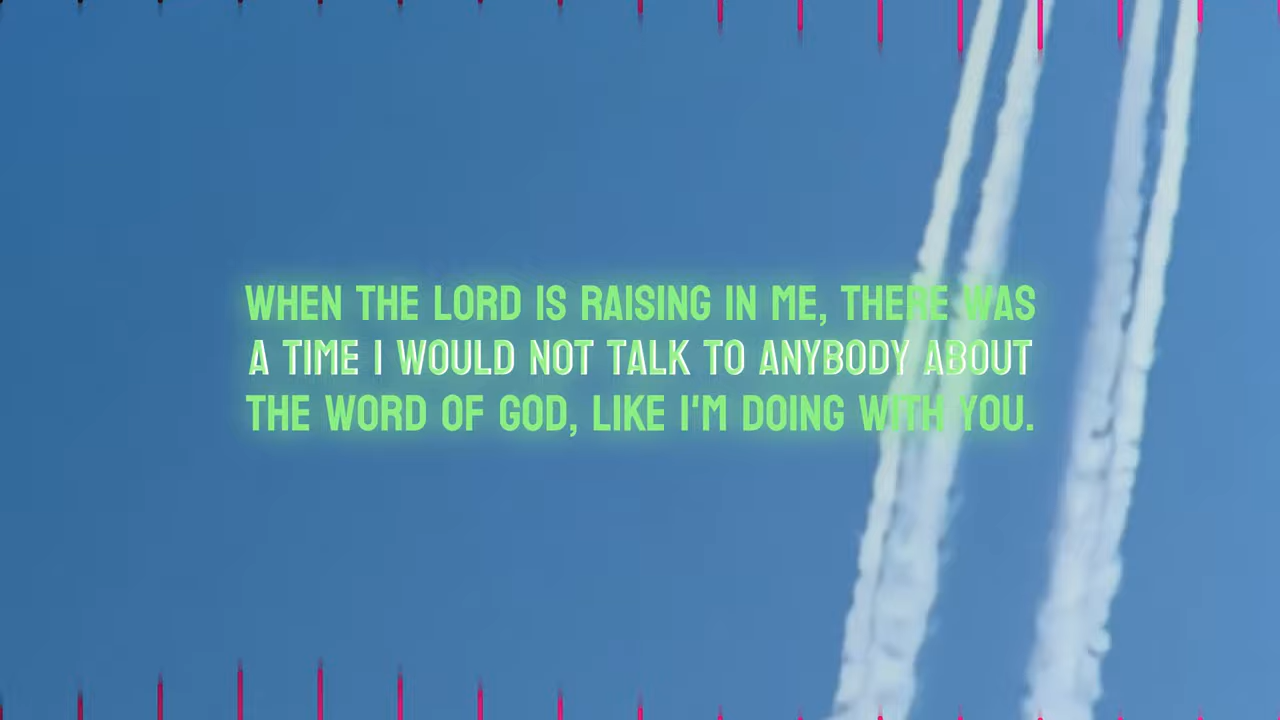 WHEN THE LORD IS RAISING IN ME, THERE WAS
A TIME I WOULD NOT TALK TO ANYBODY ABOUT
THE WORD OF GOD, LIKE I'M DOING WITH YOU.